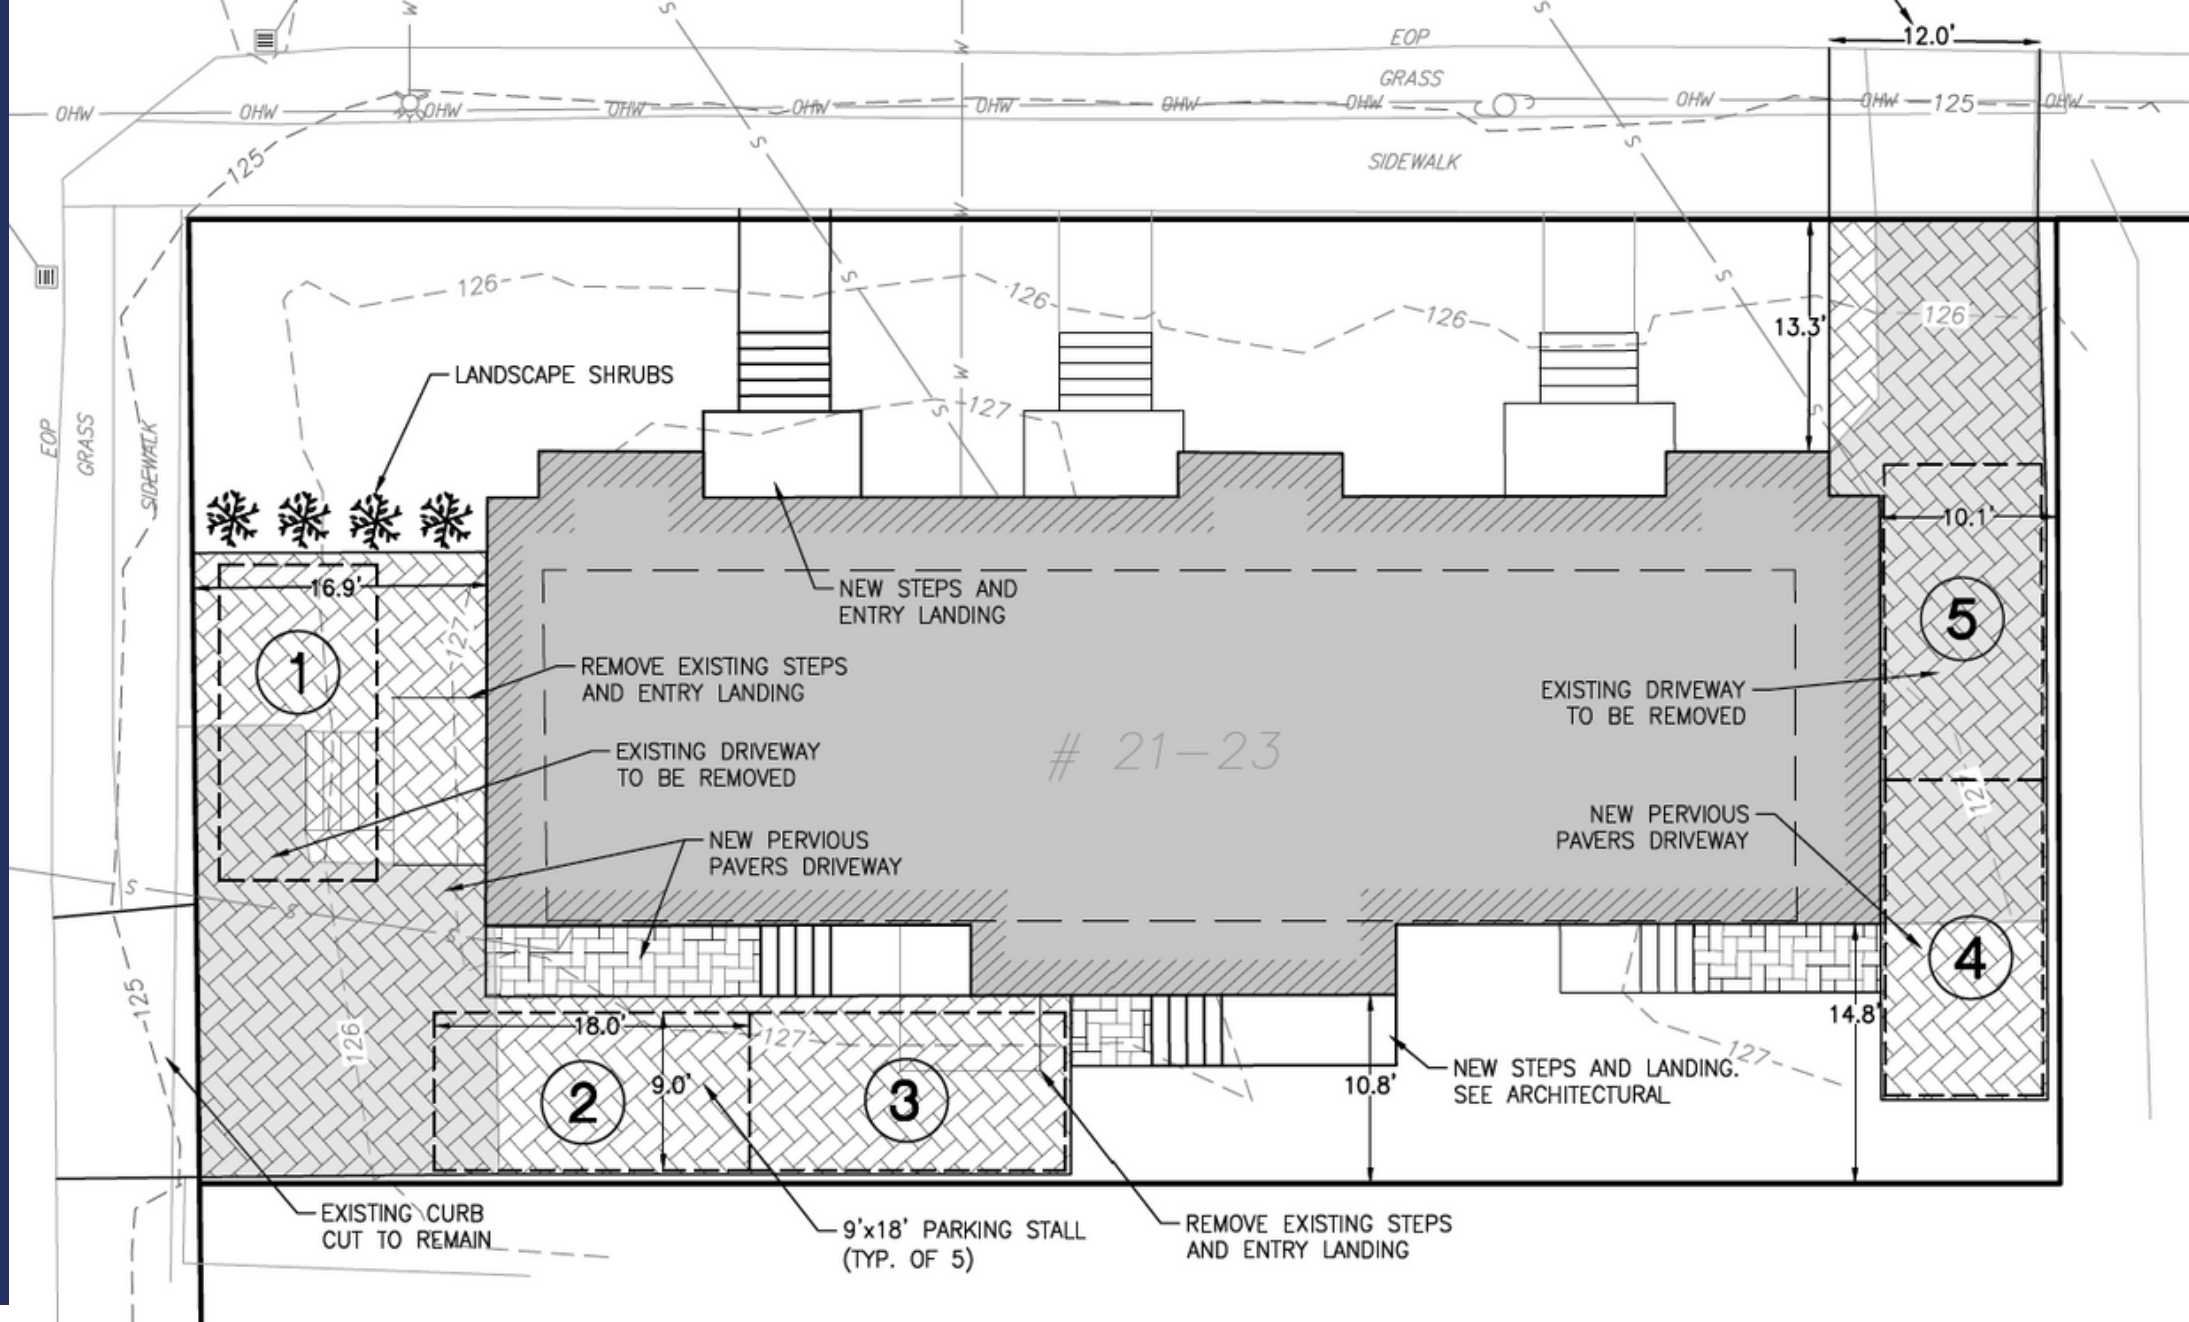 W
S
W
S
12.0'
EOP
GRASS
OHW
OHW
OHW
OHW
OHW
OHW
OHW
OHW
OHW
125
OHW
125
S
S
SIDEWALK
W
126
S
126
126
S
126
13.3'
LANDSCAPE SHRUBS
W
S
127
S
EOP
GRASS
SIDEWALK
10.1'
16.9'
NEW STEPS AND
ENTRY LANDING
127
1
5
REMOVE EXISTING STEPS
AND ENTRY LANDING
EXISTING DRIVEWAY
TO BE REMOVED
# 21-23
EXISTING DRIVEWAY
TO BE REMOVED
127
NEW PERVIOUS
PAVERS DRIVEWAY
NEW PERVIOUS
PAVERS DRIVEWAY
S
S
S
4
125
126
18.0'
127
14.8'
2
9.0'
3
10.8'
127
NEW STEPS AND LANDING.
SEE ARCHITECTURAL
EXISTING CURB
CUT TO REMAIN
9'x18' PARKING STALL
(TYP. OF 5)
REMOVE EXISTING STEPS
AND ENTRY LANDING